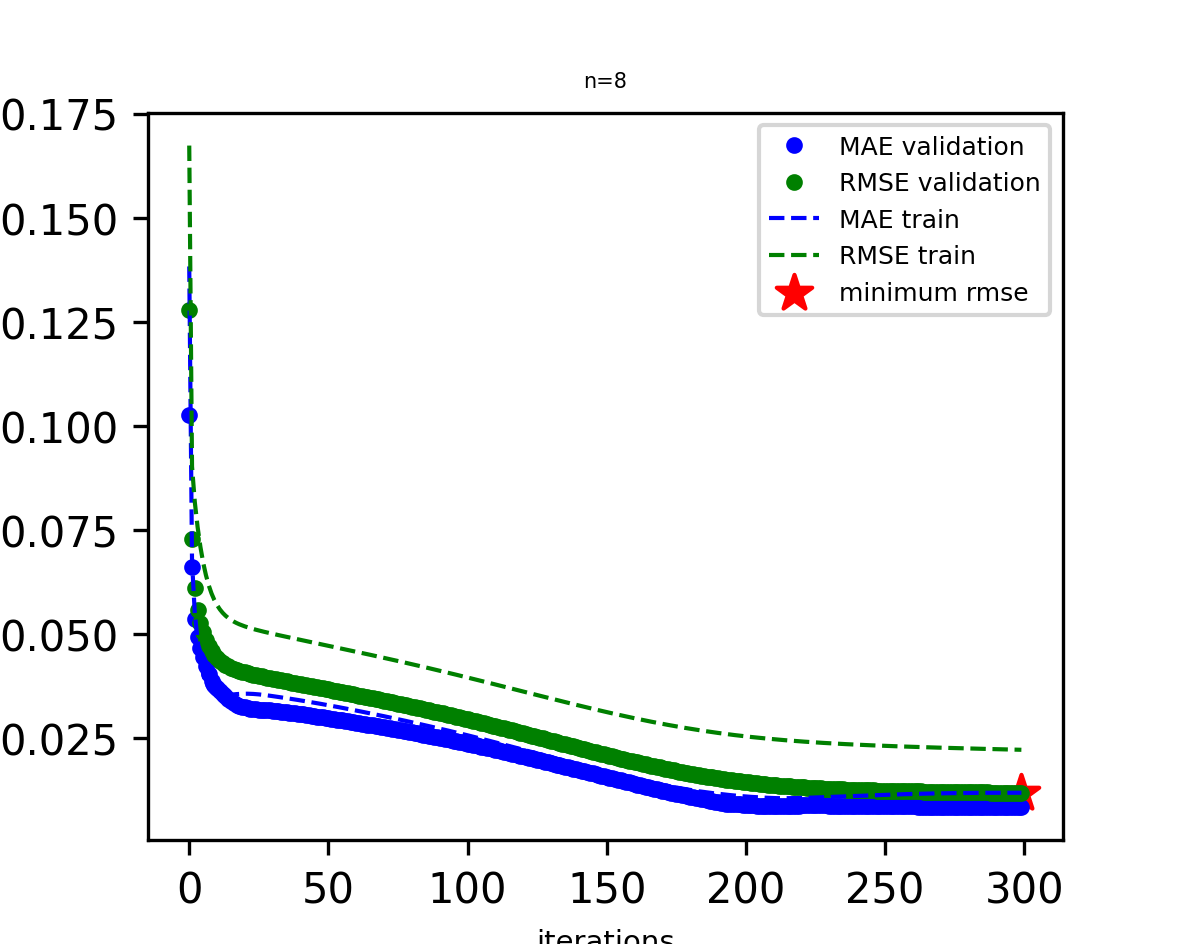 n=8
0.175
0.150
0.125
0.100
0.075
0.050
0.025
MAE validation
RMSE validation
MAE train
RMSE train
minimum rmse
0 50 100 150 200 250 300
iterations